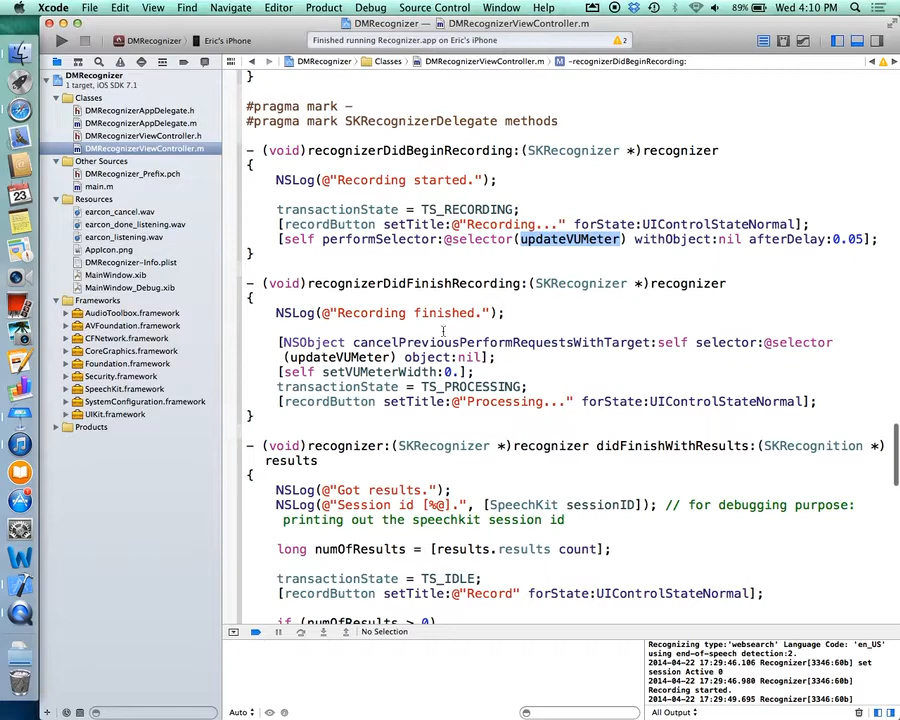 Xcode File Edit View Find Navigate Editor Product Debug Source Control Window Help 89% Wed 4:10 PM
DMRecognizer — DMRecognizerViewController.m
DMRecognizer Eric's iPhone Finished running Recognizer.app on Eric's iPhone 2
DMRecognizer Classes DMRecognizerViewController.m -recognizerDidBeginRecording:
DMRecognizer
1 target, iOS SDK 7.1
Classes
DMRecognizerAppDelegate.h
DMRecognizerAppDelegate.m
DMRecognizerViewController.h
DMRecognizerViewController.m
Other Sources
DMRecognizer_Prefix.pch
main.m
Resources
earcon_cancel.wav
earcon_done_listening.wav
earcon_listening.wav
AppIcon.png
DMRecognizer-Info.plist
MainWindow.xib
MainWindow_Debug.xib
Frameworks
AudioToolbox.framework
AVFoundation.framework
CFNetwork.framework
CoreGraphics.framework
Foundation.framework
Security.framework
SpeechKit.framework
SystemConfiguration.framework
UIKit.framework
Products
}
#pragma mark -
#pragma mark SKRecognizerDelegate methods
- (void)recognizerDidBeginRecording:(SKRecognizer *)recognizer
{
NSLog(@"Recording started.");
transactionState = TS_RECORDING;
[recordButton setTitle:@"Recording..." forState:UIControlStateNormal];
[self performSelector:@selector(updateVUMeter) withObject:nil afterDelay:0.05];
}
- (void)recognizerDidFinishRecording:(SKRecognizer *)recognizer
{
NSLog(@"Recording finished.");
[NSObject cancelPreviousPerformRequestsWithTarget:self selector:@selector
(updateVUMeter) object:nil];
[self setVUMeterWidth:0.];
transactionState = TS_PROCESSING;
[recordButton setTitle:@"Processing..." forState:UIControlStateNormal];
}
- (void)recognizer:(SKRecognizer *)recognizer didFinishWithResults:(SKRecognition *)
results
{
NSLog(@"Got results.");
NSLog(@"Session id [%@].", [SpeechKit sessionID]); // for debugging purpose:
printing out the speechkit session id
long numOfResults = [results.results count];
transactionState = TS_IDLE;
[recordButton setTitle:@"Record" forState:UIControlStateNormal];
if (numOfResults > 0)
No Selection
Recognizing type:'websearch' Language Code: 'en_US'
using end-of-speech detection:2.
2014-04-22 17:29:46.106 Recognizer[3346:60b] set
session Active 0
2014-04-22 17:29:46.980 Recognizer[3346:60b]
Recording started.
2014-04-22 17:29:49.695 Recognizer[3346:60b]
Auto All Output